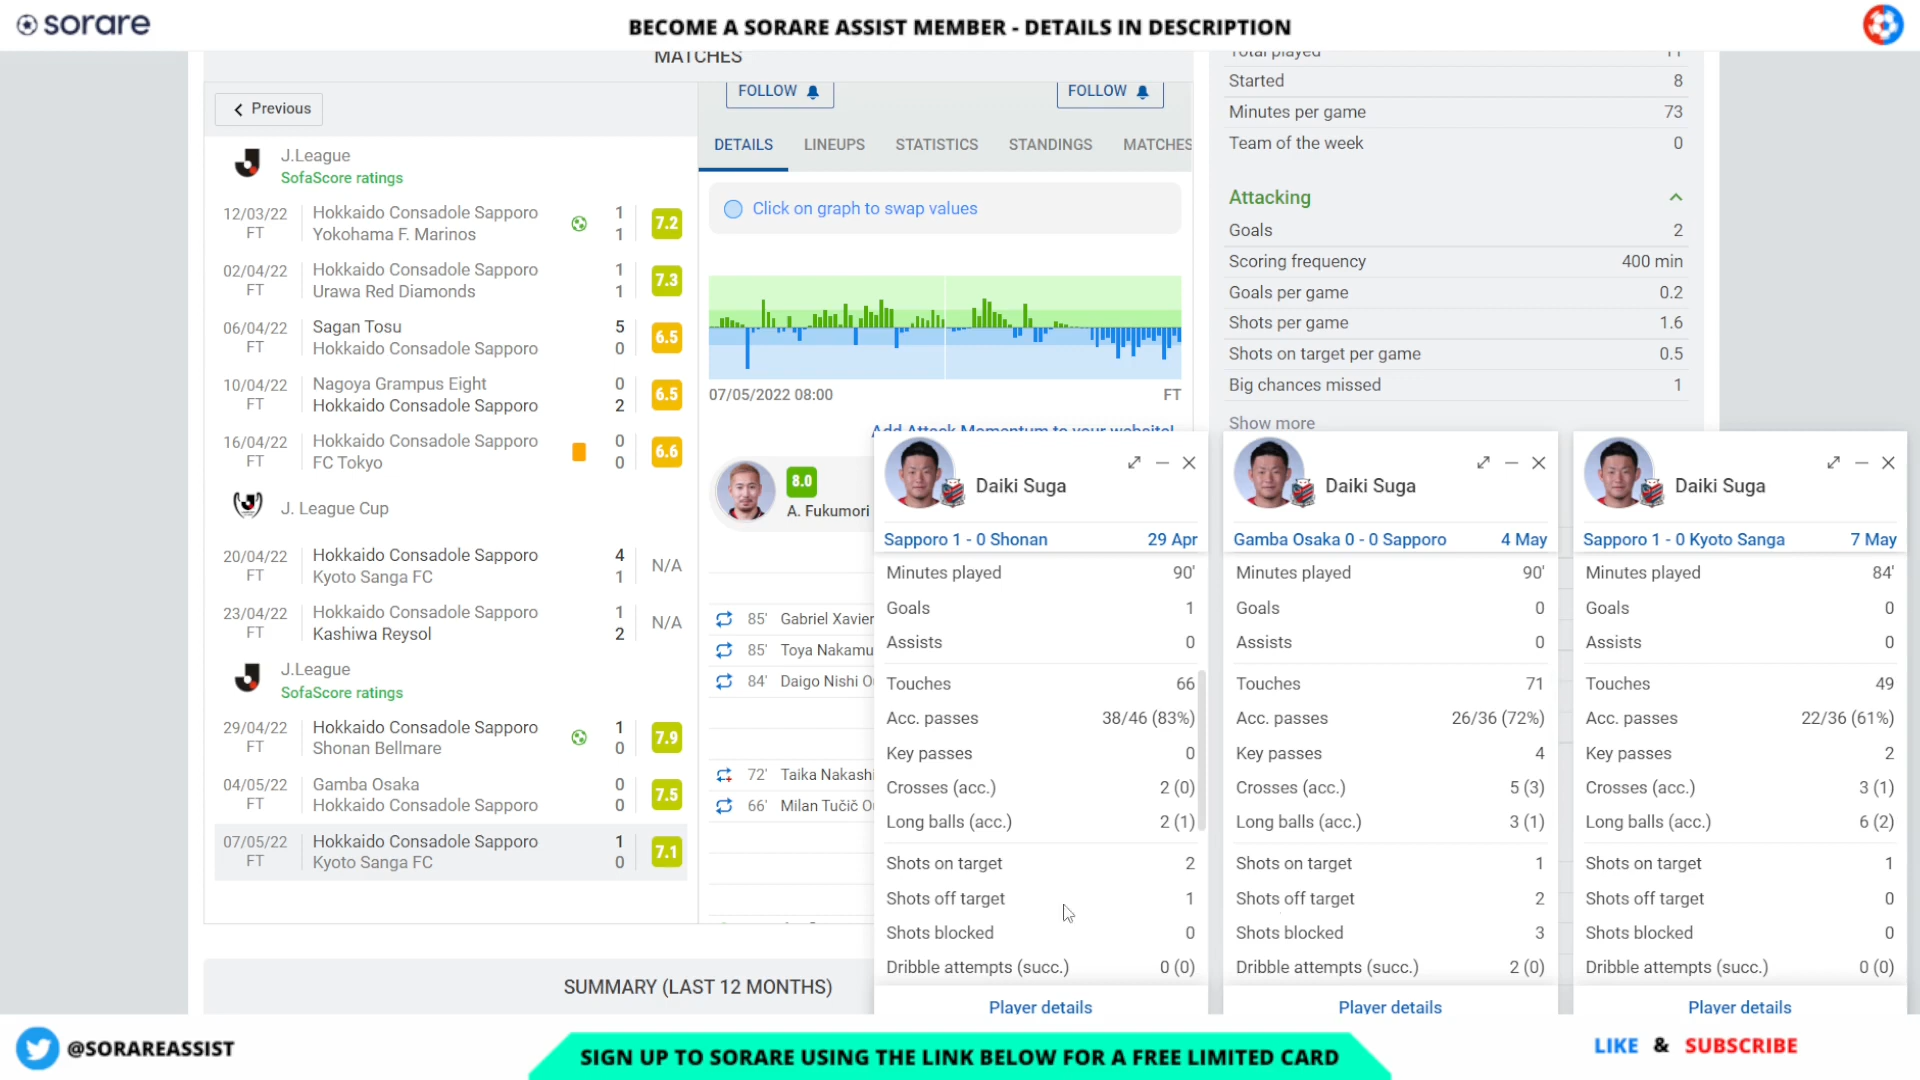 sorare
BECOME A SORARE ASSIST MEMBER - DETAILS IN DESCRIPTION
MATCHES
Previous
J.League
SofaScore ratings
12/03/22 Hokkaido Consadole Sapporo 1 7.2
FT Yokohama F. Marinos 1
02/04/22 Hokkaido Consadole Sapporo 1 7.3
FT Urawa Red Diamonds 1
06/04/22 Sagan Tosu 5 6.5
FT Hokkaido Consadole Sapporo 0
10/04/22 Nagoya Grampus Eight 0 6.5
FT Hokkaido Consadole Sapporo 2
16/04/22 Hokkaido Consadole Sapporo 0 6.6
FT FC Tokyo 0
J. League Cup
20/04/22 Hokkaido Consadole Sapporo 4 N/A
FT Kyoto Sanga FC 1
23/04/22 Hokkaido Consadole Sapporo 1 N/A
FT Kashiwa Reysol 2
J.League
SofaScore ratings
29/04/22 Hokkaido Consadole Sapporo 1 7.9
FT Shonan Bellmare 0
04/05/22 Gamba Osaka 0 7.5
FT Hokkaido Consadole Sapporo 0
07/05/22 Hokkaido Consadole Sapporo 1 7.1
FT Kyoto Sanga FC 0
FOLLOW FOLLOW
DETAILS LINEUPS STATISTICS STANDINGS MATCHES
Click on graph to swap values
07/05/2022 08:00 FT
Add Attack Momentum to your website!
8.0
A. Fukumori
85' Gabriel Xavier
85' Toya Nakamu
84' Daigo Nishi O
72' Taika Nakashi
66' Milan Tučič O
Total played 11
Started 8
Minutes per game 73
Team of the week 0
Attacking
Goals 2
Scoring frequency 400 min
Goals per game 0.2
Shots per game 1.6
Shots on target per game 0.5
Big chances missed 1
Show more
Daiki Suga
Sapporo 1 - 0 Shonan 29 Apr
Minutes played 90'
Goals 1
Assists 0
Touches 66
Acc. passes 38/46 (83%)
Key passes 0
Crosses (acc.) 2 (0)
Long balls (acc.) 2 (1)
Shots on target 2
Shots off target 1
Shots blocked 0
Dribble attempts (succ.) 0 (0)
Player details
Daiki Suga
Gamba Osaka 0 - 0 Sapporo 4 May
Minutes played 90'
Goals 0
Assists 0
Touches 71
Acc. passes 26/36 (72%)
Key passes 4
Crosses (acc.) 5 (3)
Long balls (acc.) 3 (1)
Shots on target 1
Shots off target 2
Shots blocked 3
Dribble attempts (succ.) 2 (0)
Player details
Daiki Suga
Sapporo 1 - 0 Kyoto Sanga 7 May
Minutes played 84'
Goals 0
Assists 0
Touches 49
Acc. passes 22/36 (61%)
Key passes 2
Crosses (acc.) 3 (1)
Long balls (acc.) 6 (2)
Shots on target 1
Shots off target 0
Shots blocked 0
Dribble attempts (succ.) 0 (0)
Player details
SUMMARY (LAST 12 MONTHS)
@SORAREASSIST
SIGN UP TO SORARE USING THE LINK BELOW FOR A FREE LIMITED CARD
LIKE & SUBSCRIBE